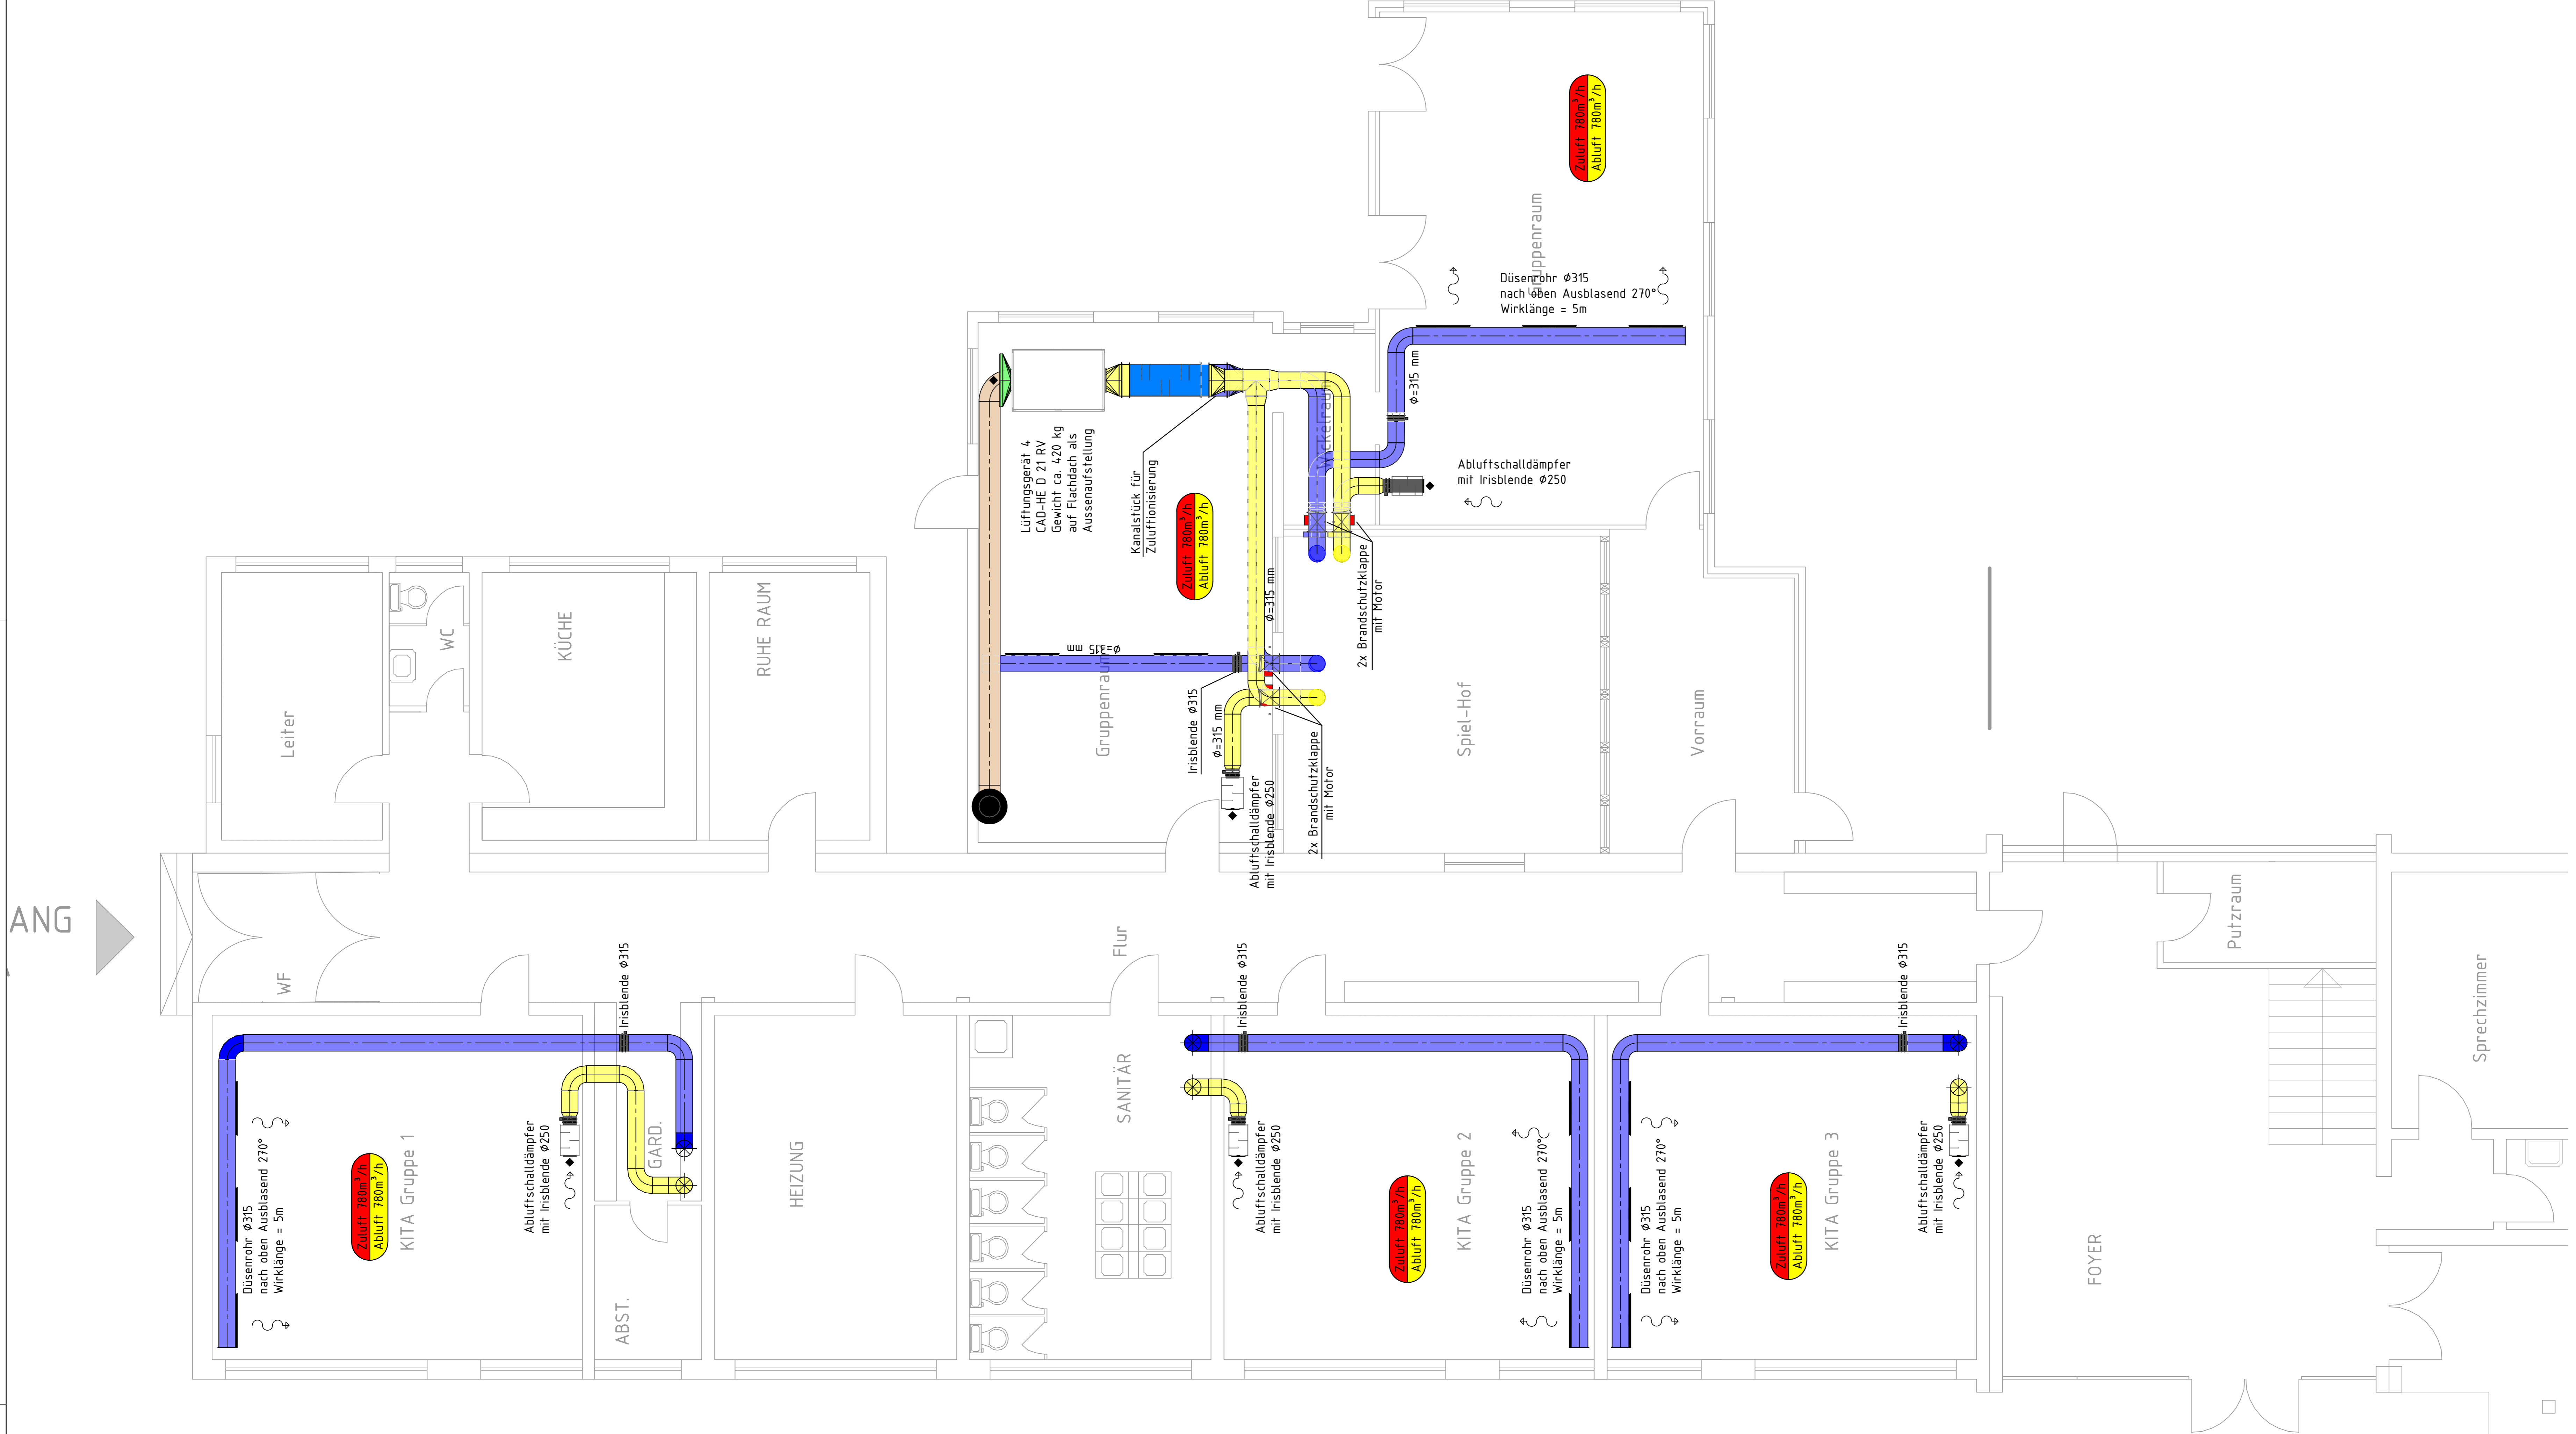 Zuluft 780m³/h
Abluft 780m³/h
Gruppenraum
Düsenrohr Ø315
nach oben Ausblasend 270°
Wirklänge = 5m
Ø=315 mm
Abluftschalldämpfer
mit Irisblende Ø250
Lüftungsgerät 4
CAD-HE D 21 RV
Gewicht ca. 420 kg
auf Flachdach als
Aussenaufstellung
Kanalstück für
Zuluftionisierung
Zuluft 780m³/h
Abluft 780m³/h
Wickelraum
Ø=315 mm
2x Brandschutzklappe
mit Motor
Ø=315 mm
Gruppenraum
Irisblende Ø315
Ø=315 mm
Abluftschalldämpfer
mit Irisblende Ø250
2x Brandschutzklappe
mit Motor
Leiter
WC
KÜCHE
RUHE RAUM
Spiel-Hof
Vorraum
ANG
WF
Flur
Putzraum
Sprechzimmer
Irisblende Ø315
Irisblende Ø315
Irisblende Ø315
Düsenrohr Ø315
nach oben Ausblasend 270°
Wirklänge = 5m
Zuluft 780m³/h
Abluft 780m³/h
KITA Gruppe 1
Abluftschalldämpfer
mit Irisblende Ø250
GARD.
ABST.
HEIZUNG
SANITÄR
Abluftschalldämpfer
mit Irisblende Ø250
Zuluft 780m³/h
Abluft 780m³/h
KITA Gruppe 2
Düsenrohr Ø315
nach oben Ausblasend 270°
Wirklänge = 5m
Düsenrohr Ø315
nach oben Ausblasend 270°
Wirklänge = 5m
Zuluft 780m³/h
Abluft 780m³/h
KITA Gruppe 3
Abluftschalldämpfer
mit Irisblende Ø250
FOYER